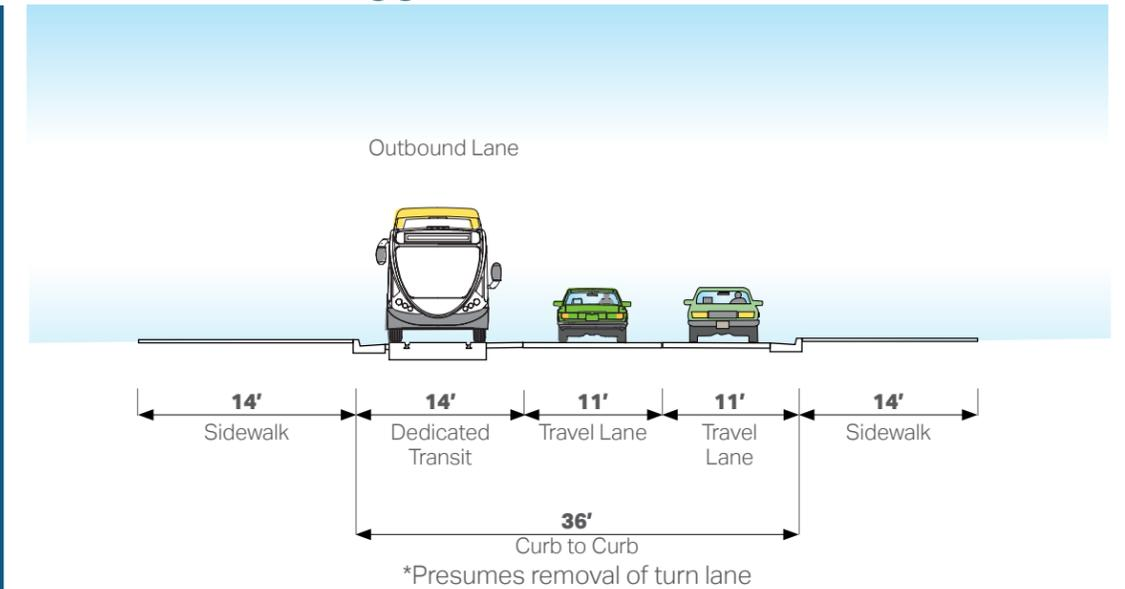 Outbound Lane
14′
14′
11′
11′
14′
Sidewalk
Dedicated
Transit
Travel Lane
Travel
Lane
Sidewalk
36′
Curb to Curb
*Presumes removal of turn lane